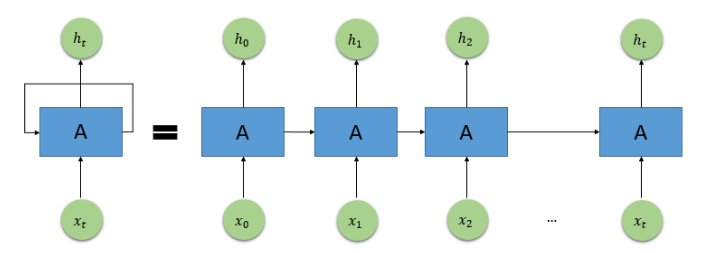 h_t h_0 h_1 h_2 h_t
A = A A A A
x_t x_0 x_1 x_2 ... x_t